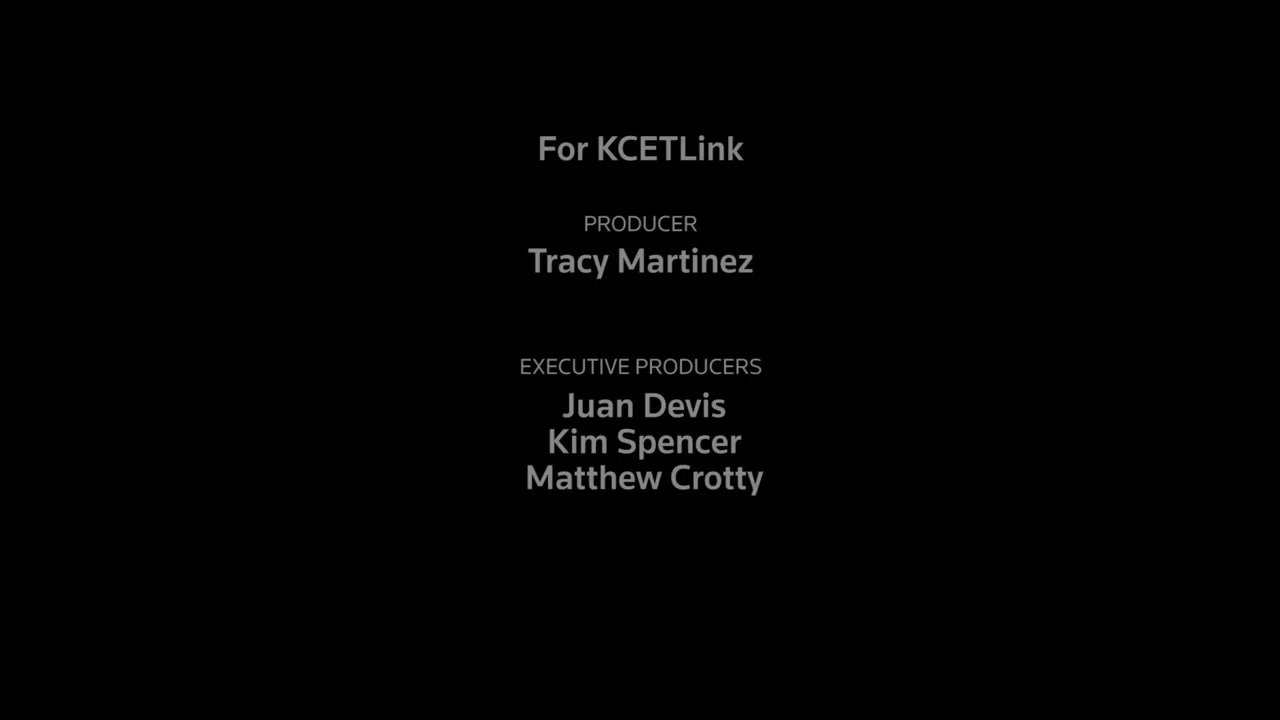 For KCETLink
PRODUCER
Tracy Martinez
EXECUTIVE PRODUCERS
Juan Devis
Kim Spencer
Matthew Crotty